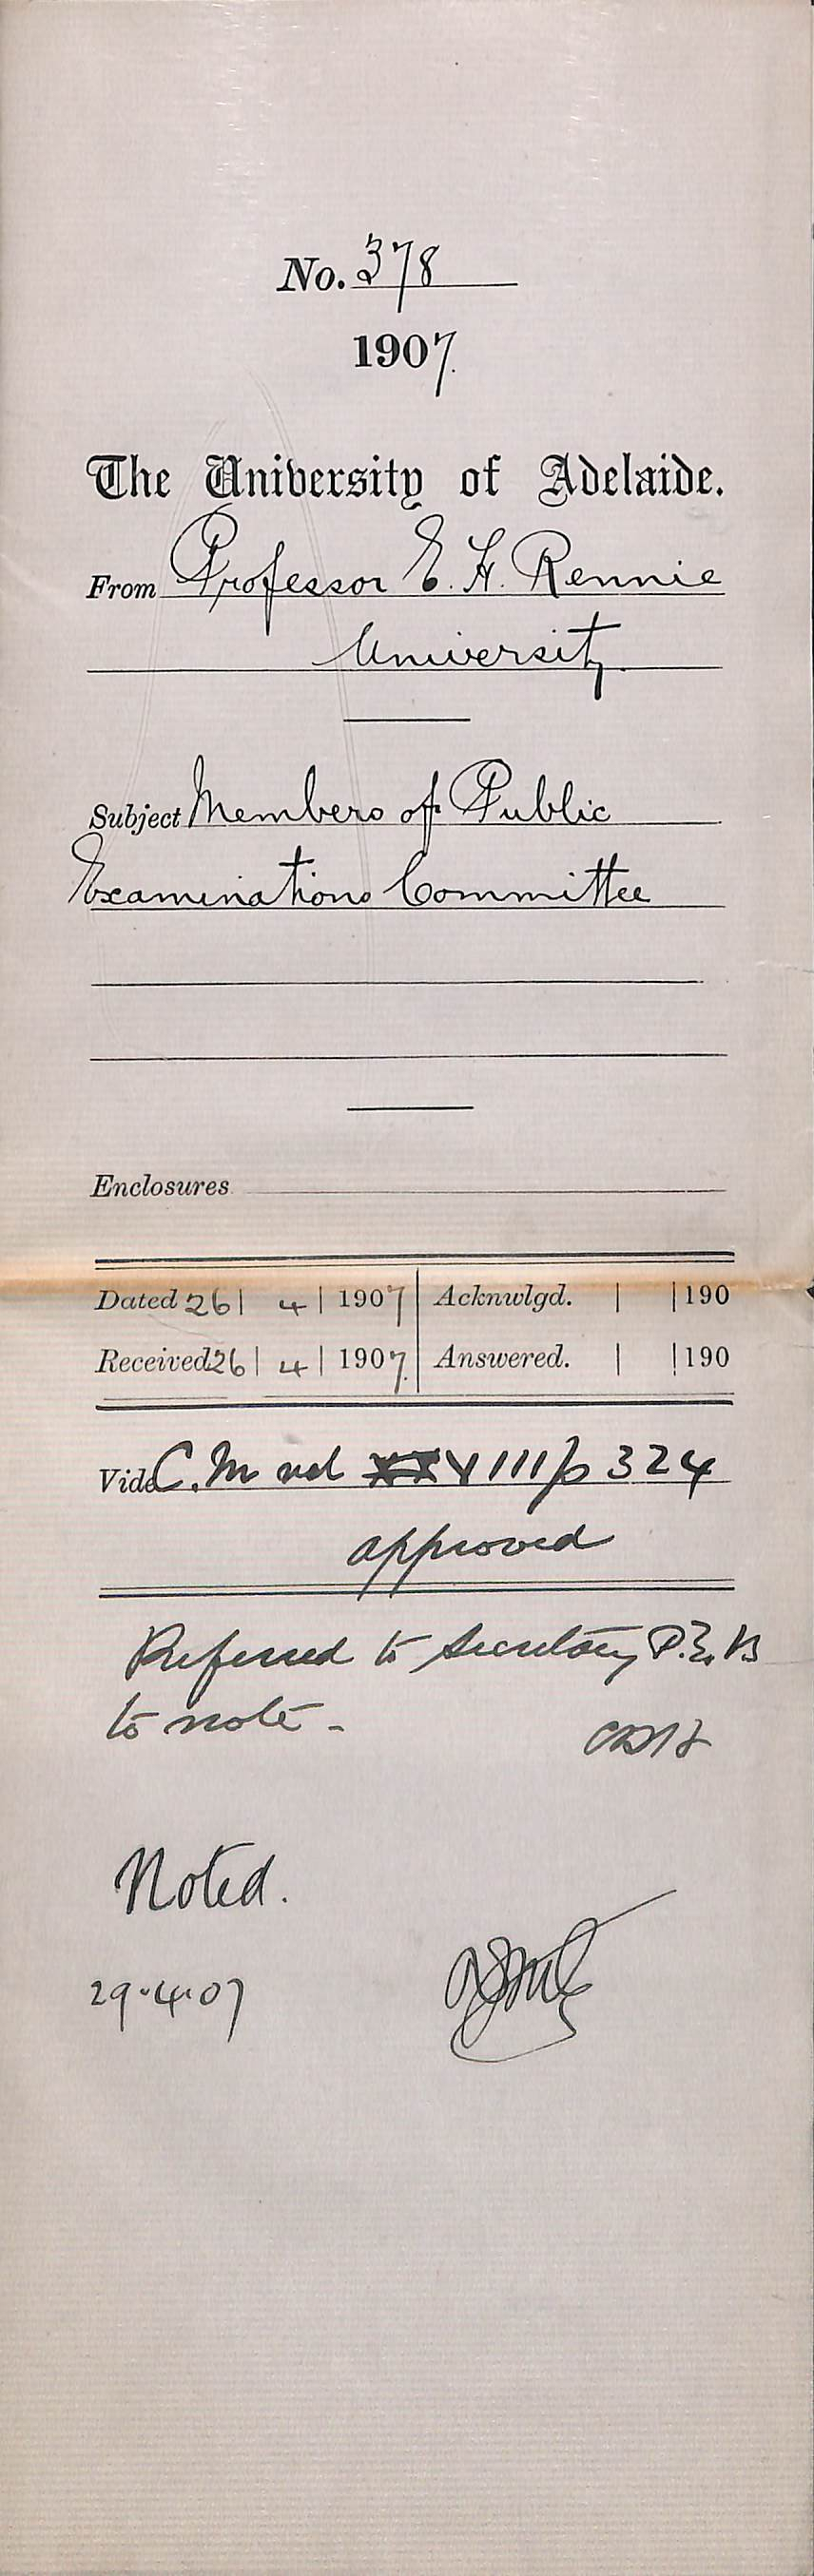 No. 378
1907.
The University of Adelaide.
From Professor E. H. Rennie
University
Subject Members of Public
Examinations Committee
Enclosures
Dated 26 | 4 | 1907 | Acknwlgd. | | 190
Received 26 | 4 | 1907. | Answered. | | 190
Vide C. M vol VIII p 324
approved
Referred to Secretary P. E. B
to note -
Noted.
29.4.07